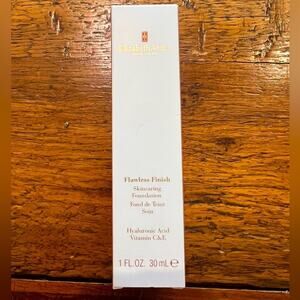 Flawless Finish
Skincaring
Foundation
Fond de Teint
Soin
Hyaluronic Acid
Vitamin C&E
1 FL.OZ. 30 ml℮